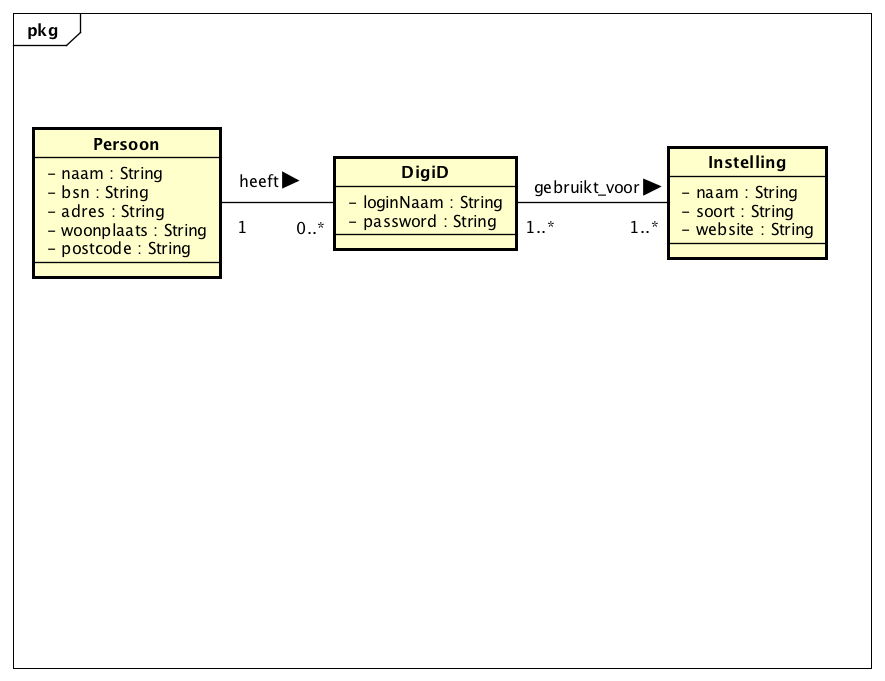 pkg
Persoon
- naam : String
- bsn : String
- adres : String
- woonplaats : String
- postcode : String
heeft
1
0..*
DigiD
- loginNaam : String
- password : String
gebruikt_voor
1..*
1..*
Instelling
- naam : String
- soort : String
- website : String